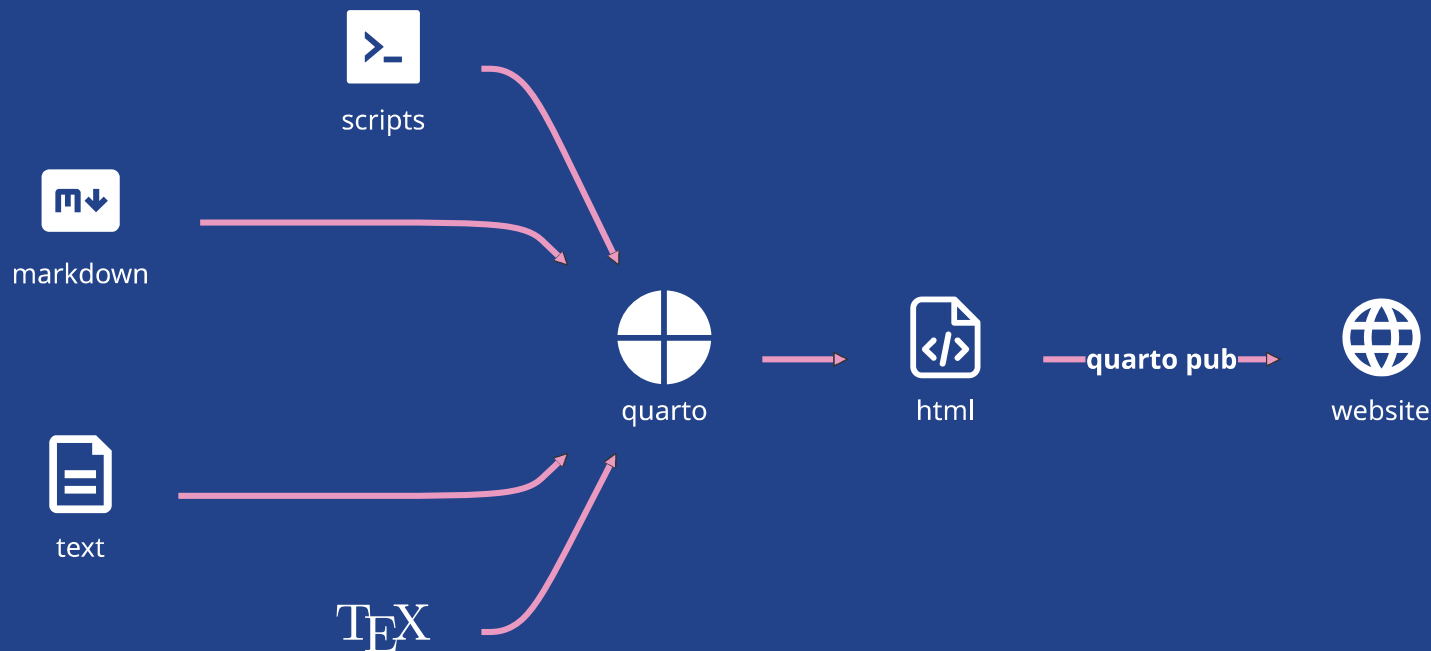 >_
scripts
M↓
markdown
quarto
html
</>
quarto pub
website
text
TEX